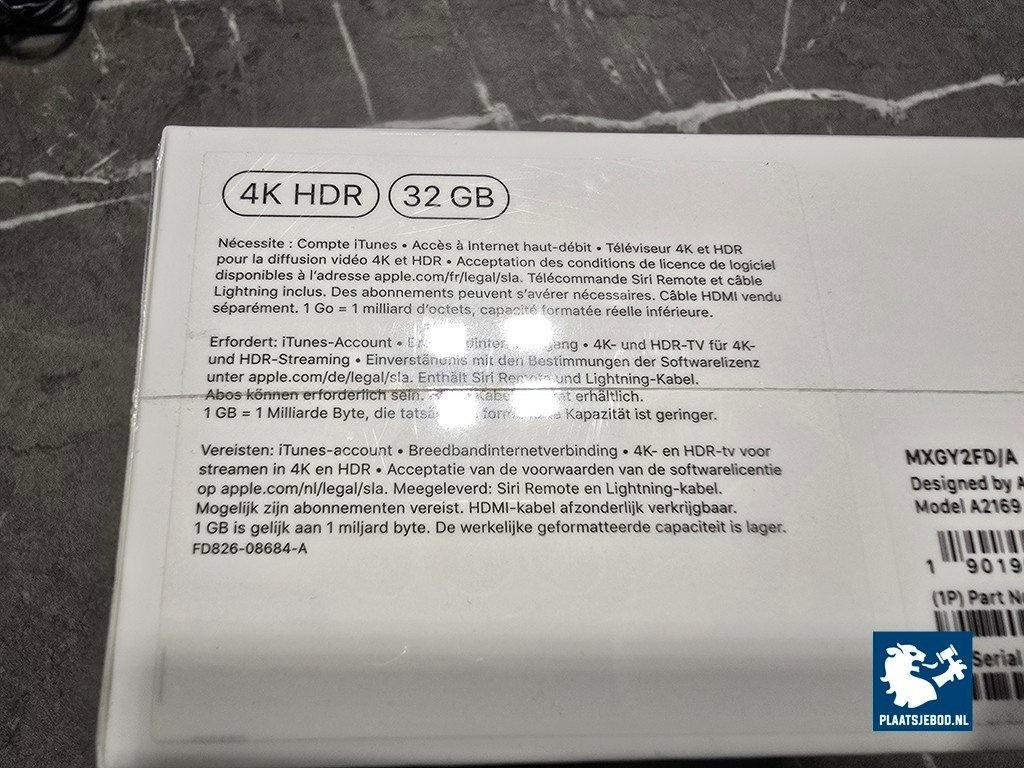 4K HDR 32 GB
Nécessite : Compte iTunes • Accès à Internet haut-débit • Téléviseur 4K et HDR
pour la diffusion vidéo 4K et HDR • Acceptation des conditions de licence de logiciel
disponibles à l'adresse apple.com/fr/legal/sla. Télécommande Siri Remote et câble
Lightning inclus. Des abonnements peuvent s'avérer nécessaires. Câble HDMI vendu
séparément. 1 Go = 1 milliard d'octets, capacité formatée réelle inférieure.
Erfordert: iTunes-Account • • 4K- und HDR-TV für 4K-
und HDR-Streaming • Einverständnis mit den Bestimmungen der Softwarelizenz
unter apple.com/de/legal/sla. Enthält Siri Remote und Lightning-Kabel.
Abos können erforderlich sein. erhältlich.
1 GB = 1 Milliarde Byte, die Kapazität ist geringer.
Vereisten: iTunes-account • Breedbandinternetverbinding • 4K- en HDR-tv voor
streamen in 4K en HDR • Acceptatie van de voorwaarden van de softwarelicentie
op apple.com/nl/legal/sla. Meegeleverd: Siri Remote en Lightning-kabel.
Mogelijk zijn abonnementen vereist. HDMI-kabel afzonderlijk verkrijgbaar.
1 GB is gelijk aan 1 miljard byte. De werkelijke geformatteerde capaciteit is lager.
FD826-08684-A
MXGY2FD/A
Designed by A
Model A2169
1 9019
(1P) Part N
Serial
PLAATSJEBOD.NL